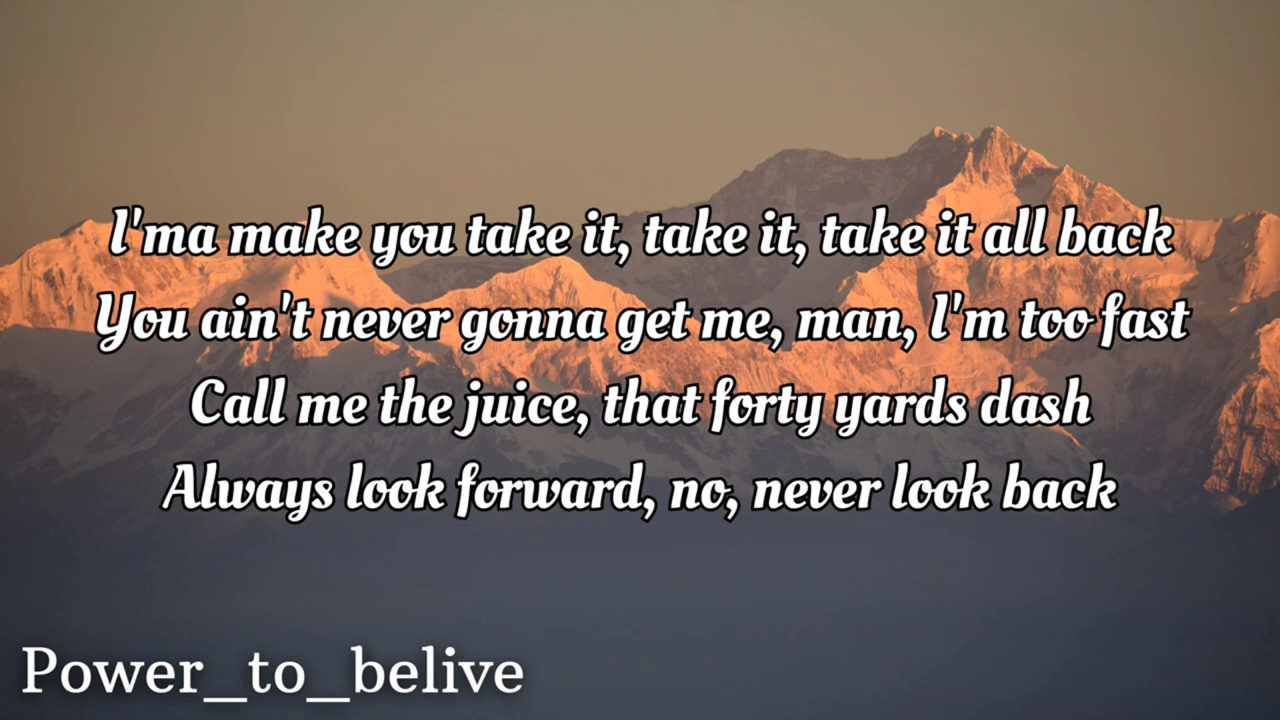 I'ma make you take it, take it, take it all back
You ain't never gonna get me, man, I'm too fast
Call me the juice, that forty yards dash
Always look forward, no, never look back
Power_to_belive